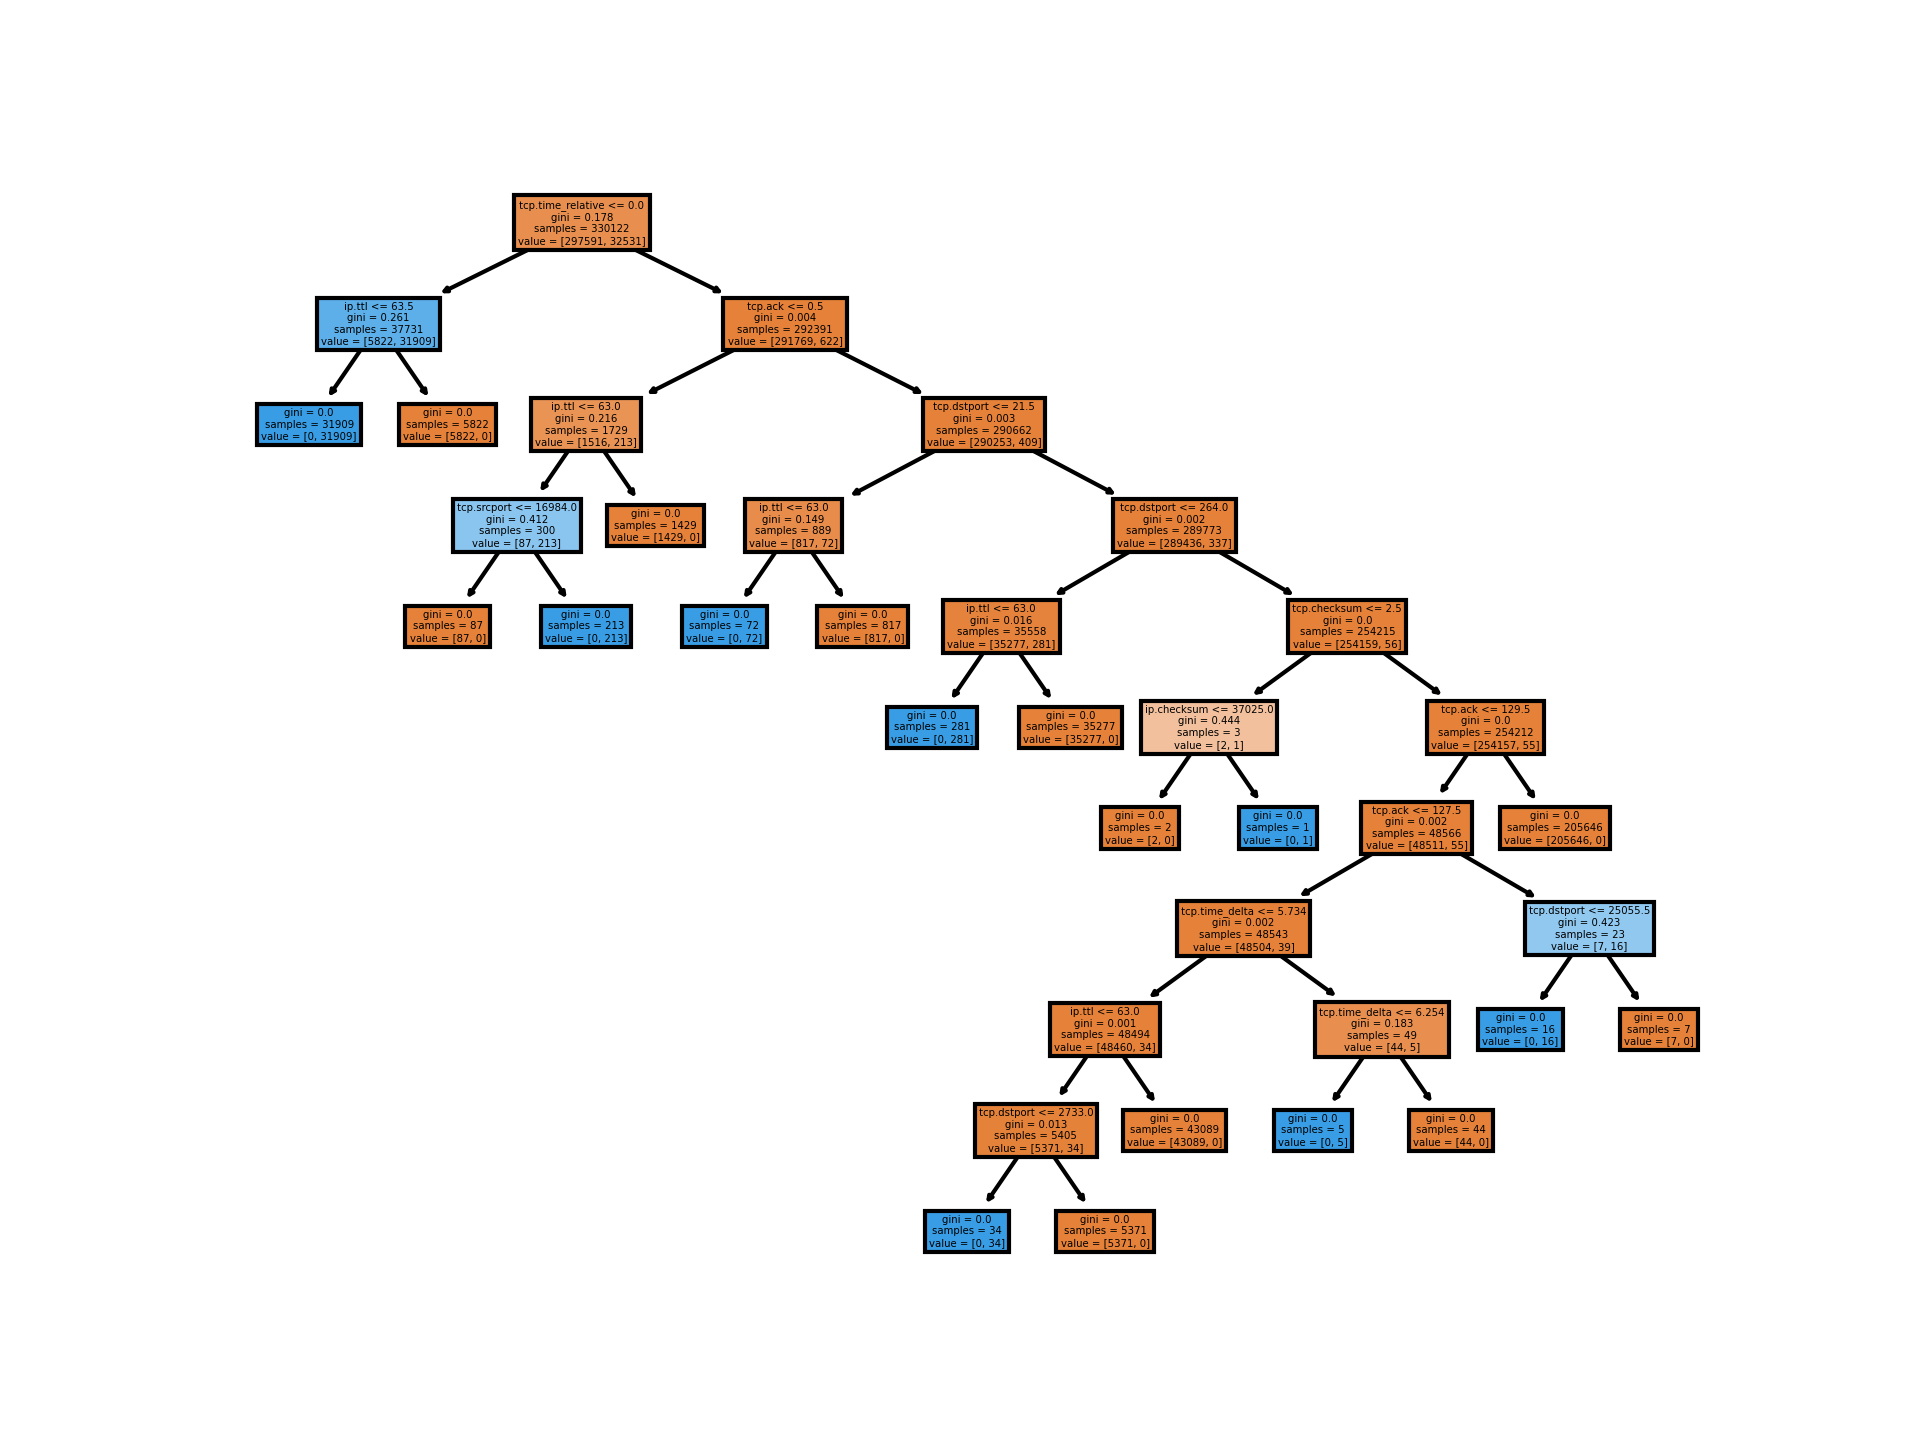 tcp.time_relative <= 0.0
gini = 0.178
samples = 330122
value = [297591, 32531]
ip.ttl <= 63.5
gini = 0.261
samples = 37731
value = [5822, 31909]
tcp.ack <= 0.5
gini = 0.004
samples = 292391
value = [291769, 622]
gini = 0.0
samples = 31909
value = [0, 31909]
gini = 0.0
samples = 5822
value = [5822, 0]
ip.ttl <= 63.0
gini = 0.216
samples = 1729
value = [1516, 213]
tcp.dstport <= 21.5
gini = 0.003
samples = 290662
value = [290253, 409]
tcp.srcport <= 16984.0
gini = 0.412
samples = 300
value = [87, 213]
gini = 0.0
samples = 1429
value = [1429, 0]
ip.ttl <= 63.0
gini = 0.149
samples = 889
value = [817, 72]
tcp.dstport <= 264.0
gini = 0.002
samples = 289773
value = [289436, 337]
gini = 0.0
samples = 87
value = [87, 0]
gini = 0.0
samples = 213
value = [0, 213]
gini = 0.0
samples = 72
value = [0, 72]
gini = 0.0
samples = 817
value = [817, 0]
ip.ttl <= 63.0
gini = 0.016
samples = 35558
value = [35277, 281]
tcp.checksum <= 2.5
gini = 0.0
samples = 254215
value = [254159, 56]
gini = 0.0
samples = 281
value = [0, 281]
gini = 0.0
samples = 35277
value = [35277, 0]
ip.checksum <= 37025.0
gini = 0.444
samples = 3
value = [2, 1]
tcp.ack <= 129.5
gini = 0.0
samples = 254212
value = [254157, 55]
gini = 0.0
samples = 2
value = [2, 0]
gini = 0.0
samples = 1
value = [0, 1]
tcp.ack <= 127.5
gini = 0.002
samples = 48566
value = [48511, 55]
gini = 0.0
samples = 205646
value = [205646, 0]
tcp.time_delta <= 5.734
gini = 0.002
samples = 48543
value = [48504, 39]
tcp.dstport <= 25055.5
gini = 0.423
samples = 23
value = [7, 16]
ip.ttl <= 63.0
gini = 0.001
samples = 48494
value = [48460, 34]
tcp.time_delta <= 6.254
gini = 0.183
samples = 49
value = [44, 5]
gini = 0.0
samples = 16
value = [0, 16]
gini = 0.0
samples = 7
value = [7, 0]
tcp.dstport <= 2733.0
gini = 0.013
samples = 5405
value = [5371, 34]
gini = 0.0
samples = 43089
value = [43089, 0]
gini = 0.0
samples = 5
value = [0, 5]
gini = 0.0
samples = 44
value = [44, 0]
gini = 0.0
samples = 34
value = [0, 34]
gini = 0.0
samples = 5371
value = [5371, 0]